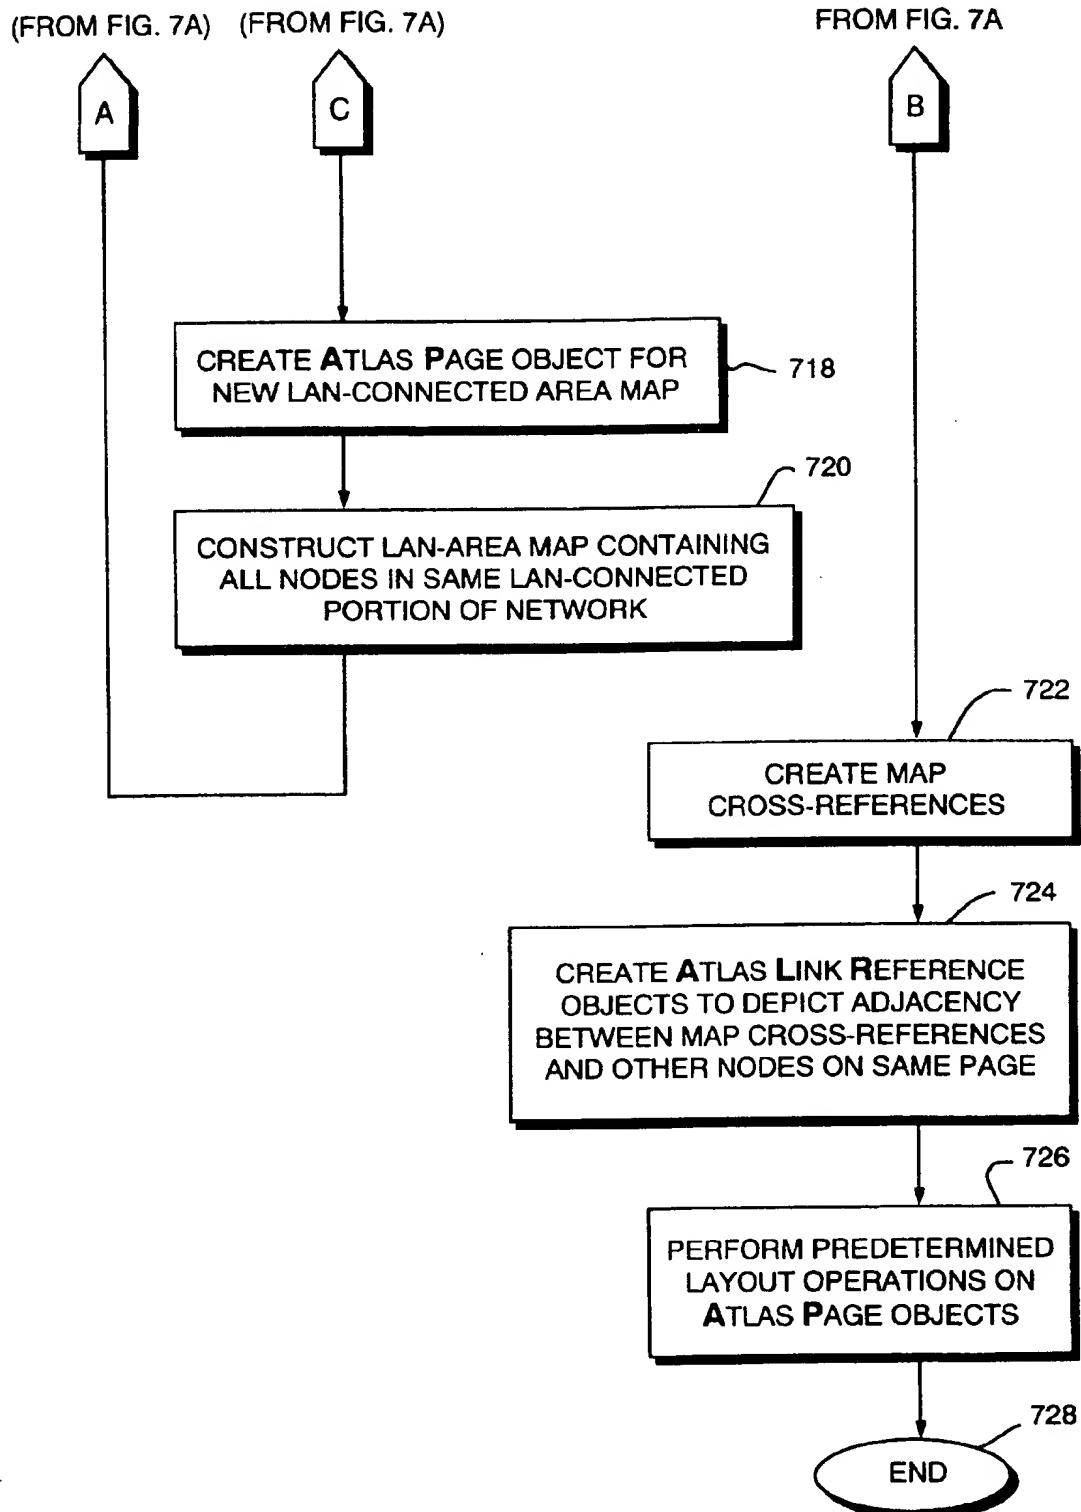 (FROM FIG. 7A) (FROM FIG. 7A) FROM FIG. 7A
A C B
CREATE ATLAS PAGE OBJECT FOR
NEW LAN-CONNECTED AREA MAP
718
720
CONSTRUCT LAN-AREA MAP CONTAINING
ALL NODES IN SAME LAN-CONNECTED
PORTION OF NETWORK
722
CREATE MAP
CROSS-REFERENCES
724
CREATE ATLAS LINK REFERENCE
OBJECTS TO DEPICT ADJACENCY
BETWEEN MAP CROSS-REFERENCES
AND OTHER NODES ON SAME PAGE
726
PERFORM PREDETERMINED
LAYOUT OPERATIONS ON
ATLAS PAGE OBJECTS
728
END